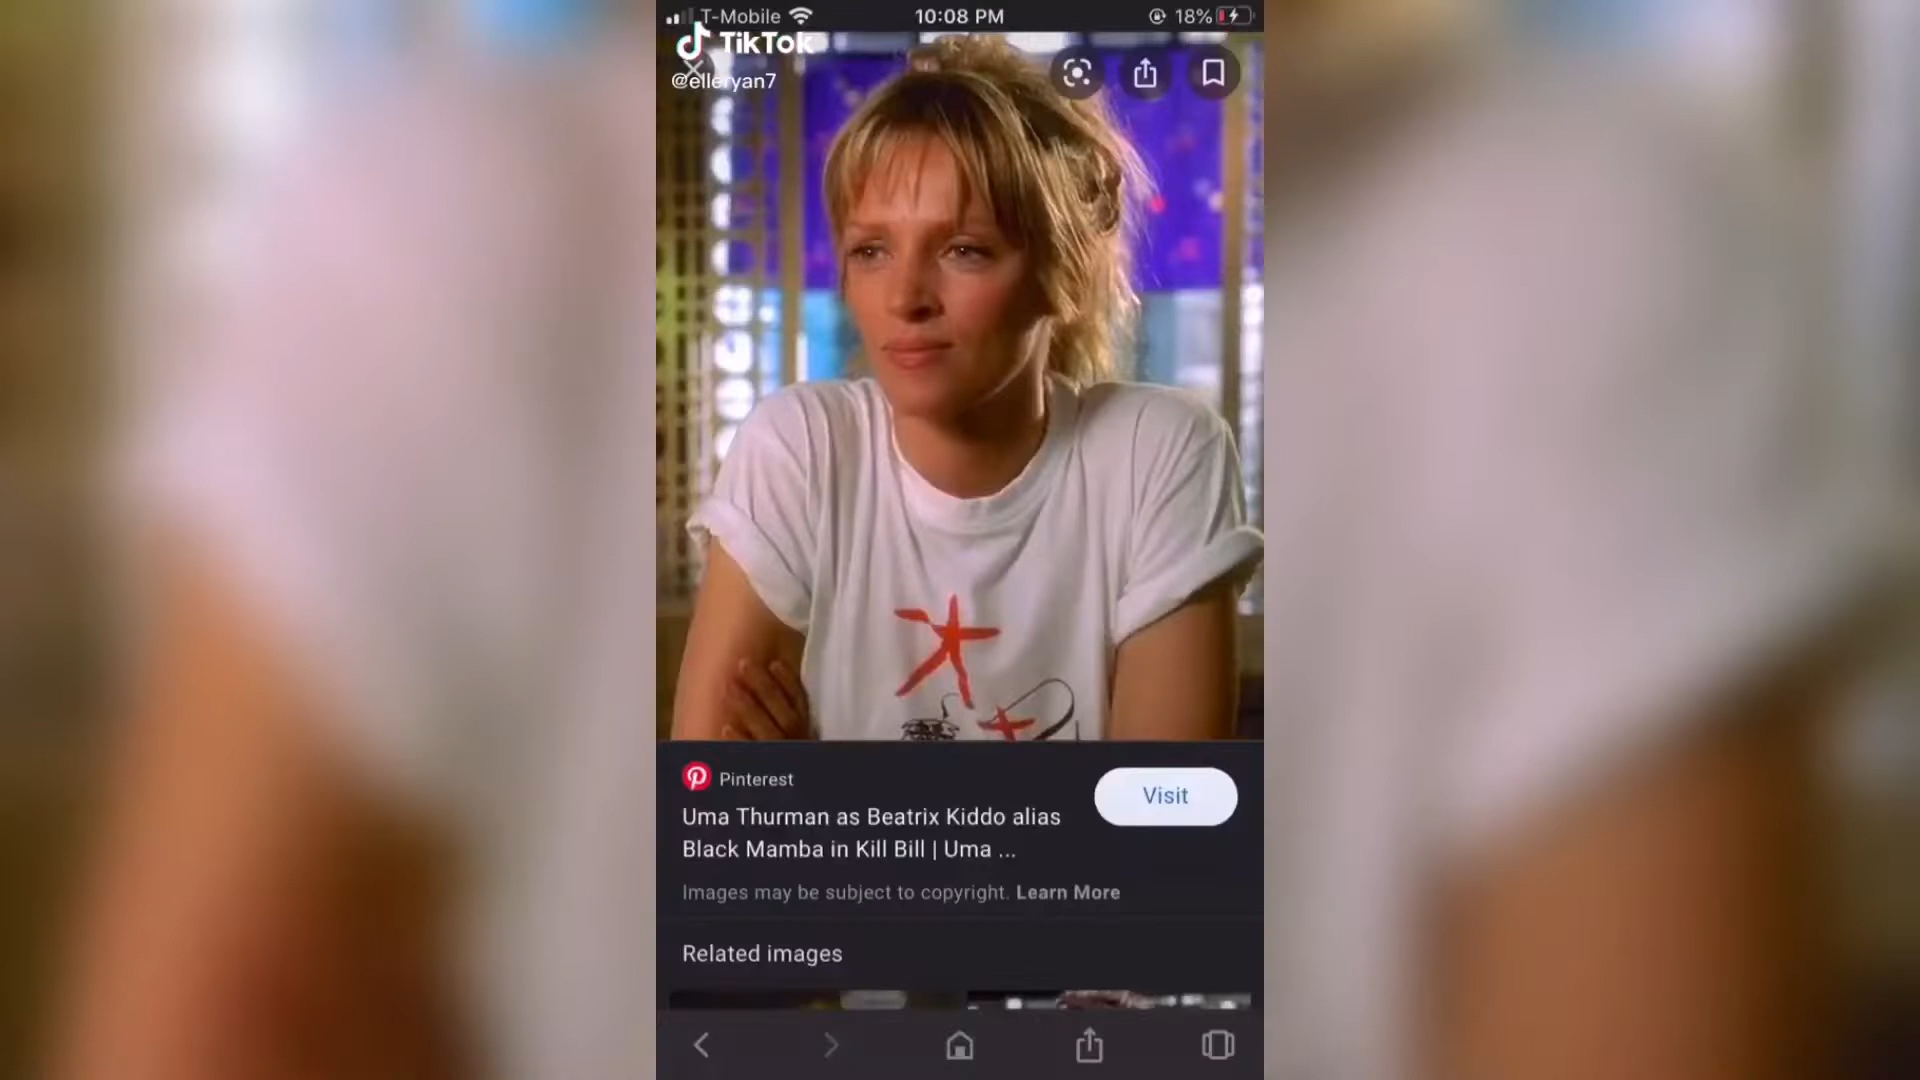 T-Mobile
10:08 PM
18%
TikTok
@elleryan7
Pinterest
Visit
Uma Thurman as Beatrix Kiddo alias
Black Mamba in Kill Bill | Uma ...
Images may be subject to copyright. Learn More
Related images